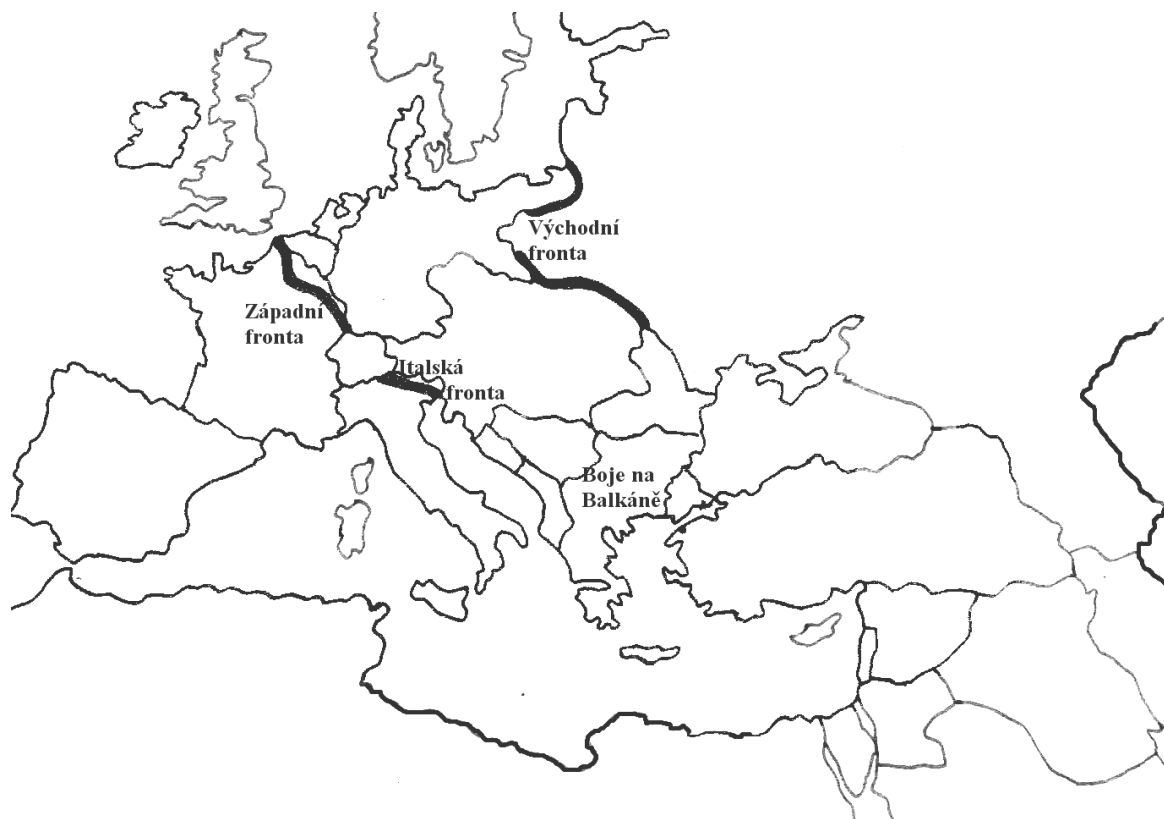 Východní
fronta
Západní
fronta
Italská
fronta
Boje na
Balkáně